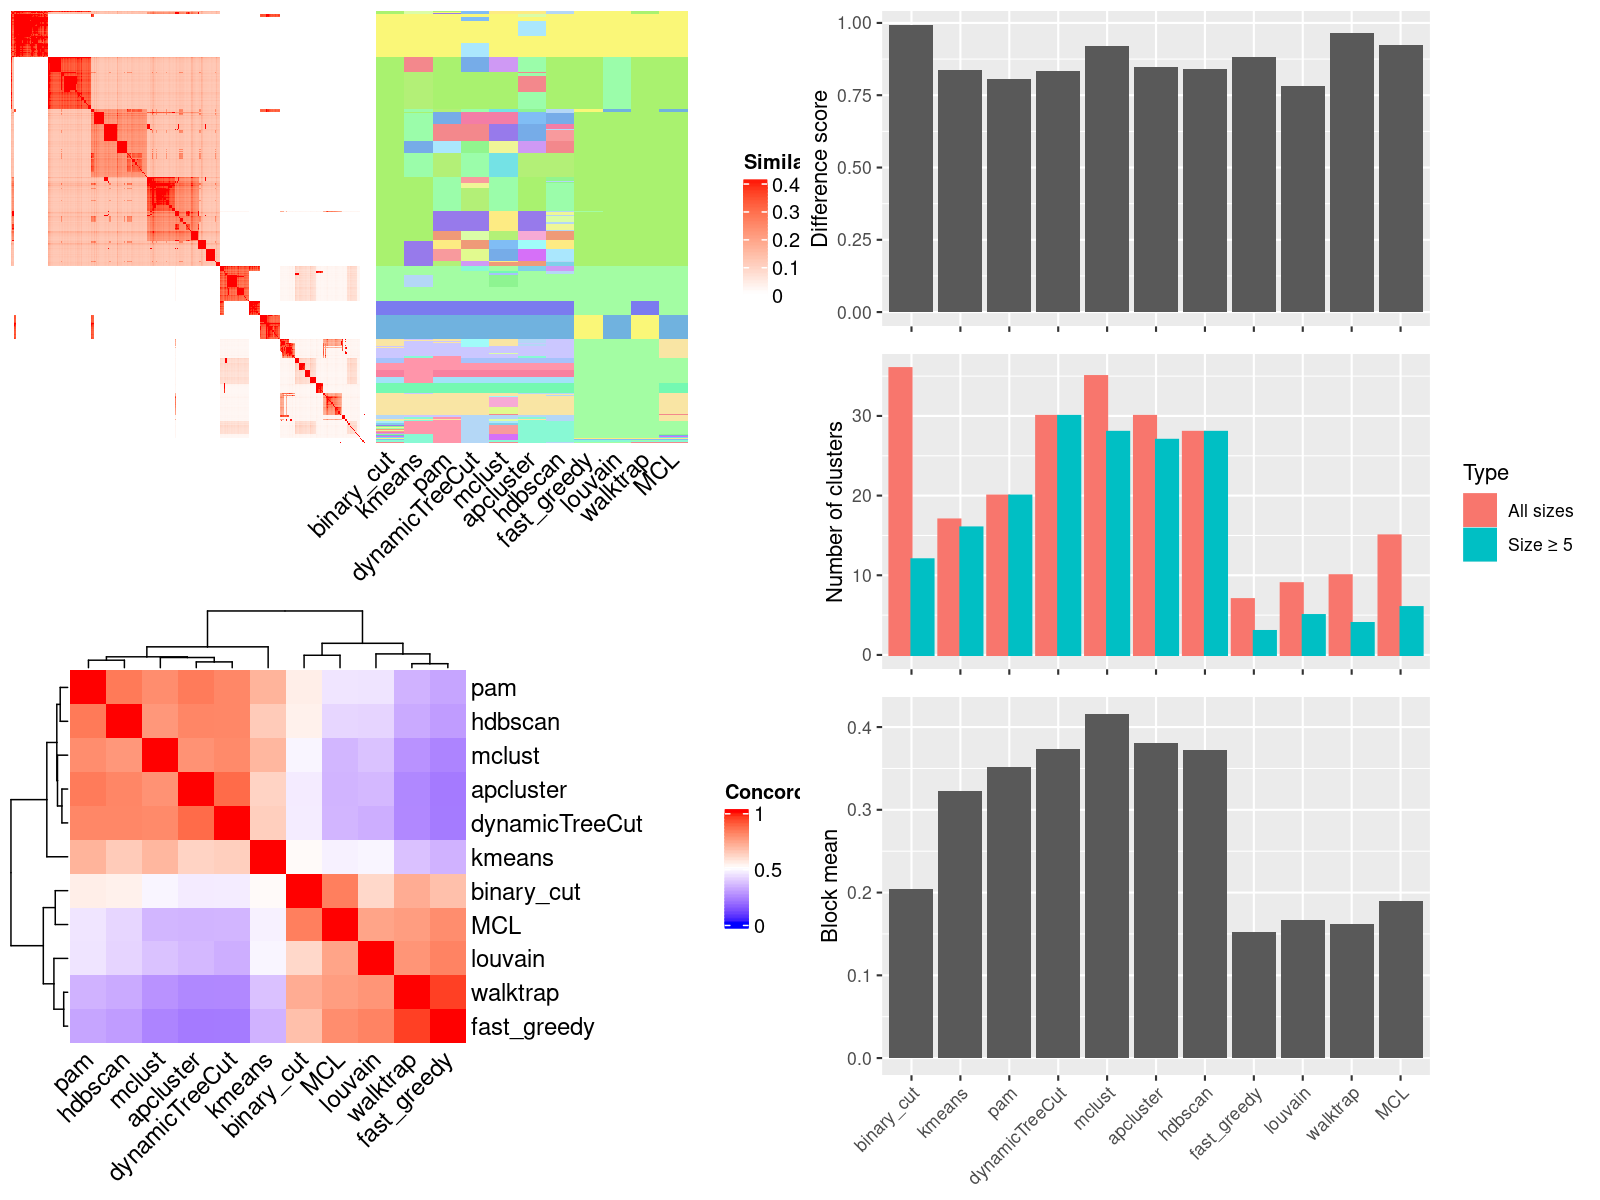 Simila
0.4
0.3
0.2
0.1
0
binary_cut
kmeans
pam
dynamicTreeCut
mclust
apcluster
hdbscan
fast_greedy
louvain
walktrap
MCL
Difference score
1.00
0.75
0.50
0.25
0.00
Number of clusters
30
20
10
0
Type
All sizes
Size ≥ 5
pam
hdbscan
mclust
apcluster
dynamicTreeCut
kmeans
binary_cut
MCL
louvain
walktrap
fast_greedy
pam
hdbscan
mclust
apcluster
dynamicTreeCut
kmeans
binary_cut
MCL
louvain
walktrap
fast_greedy
Concord
1
0.5
0
Block mean
0.4
0.3
0.2
0.1
0.0
binary_cut
kmeans
pam
dynamicTreeCut
mclust
apcluster
hdbscan
fast_greedy
louvain
walktrap
MCL